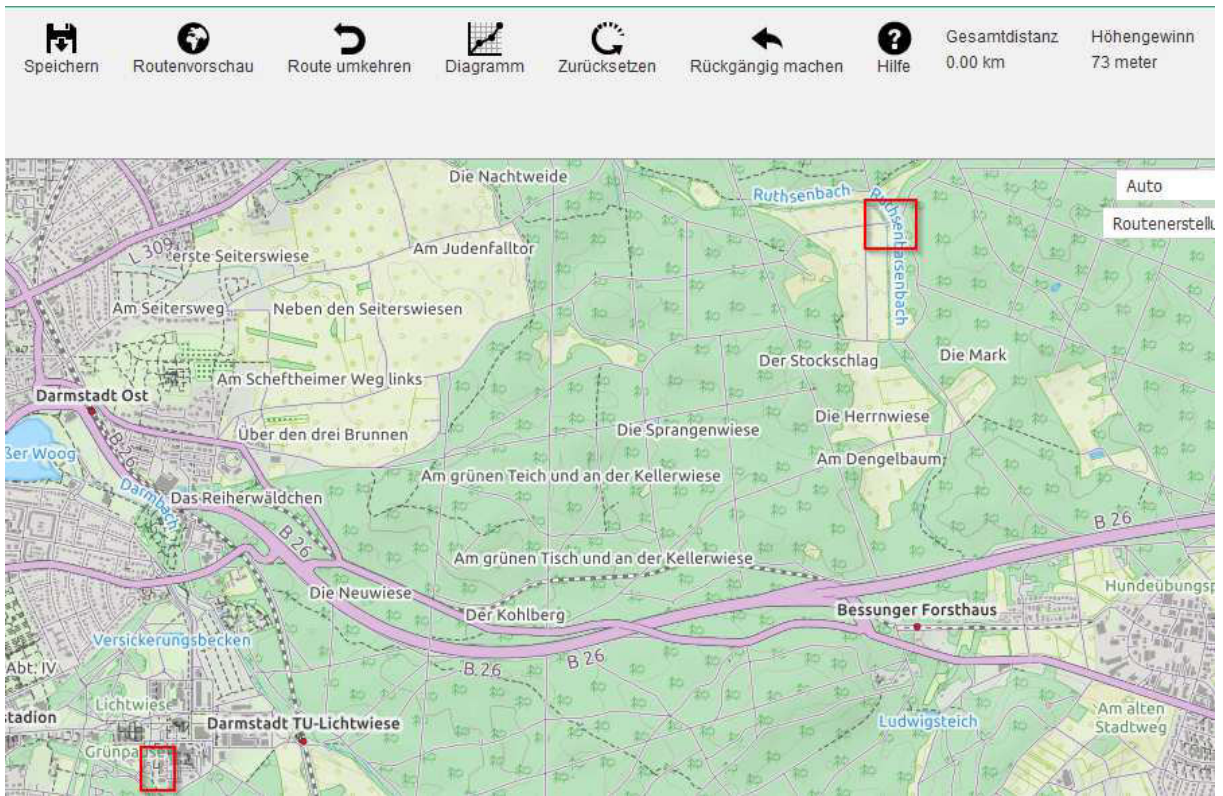 Speichern
Routenvorschau
Route umkehren
Diagramm
Zurücksetzen
Rückgängig machen
Hilfe
Gesamtdistanz
0.00 km
Höhengewinn
73 meter
Die Nachtweide
Ruthsenbach
Auto
Routenerstellu
L 3094
erste Seiterswiese
Am Judenfalltor
Am Seitersweg
Neben den Seiterswiesen
Der Stockschlag
Die Mark
Am Scheftheimer Weg links
Darmstadt Ost
Die Herrnwiese
Über den drei Brunnen
Die Sprangenwiese
B 26
ßer Woog
Am Dengelbaum
Am grünen Teich und an der Kellerwiese
Darmbach
Das Reiherwäldchen
B 26
B 26
Am grünen Tisch und an der Kellerwiese
Die Neuwiese
Hundeübungsp
Der Kohlberg
Bessunger Forsthaus
Versickerungsbecken
B 26
B 26
Abt. IV
Lichtwiese
Am alten
Stadtweg
stadion
Darmstadt TU-Lichtwiese
Ludwigsteich